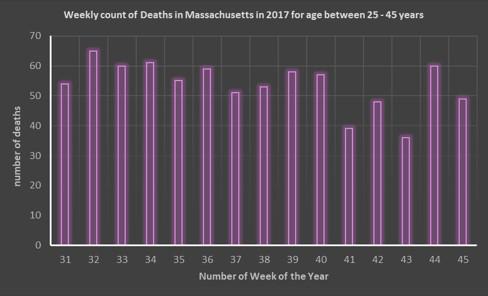 Weekly count of Deaths in Massachusetts in 2017 for age between 25 - 45 years
number of deaths
70
60
50
40
30
20
10
0
31 32 33 34 35 36 37 38 39 40 41 42 43 44 45
Number of Week of the Year